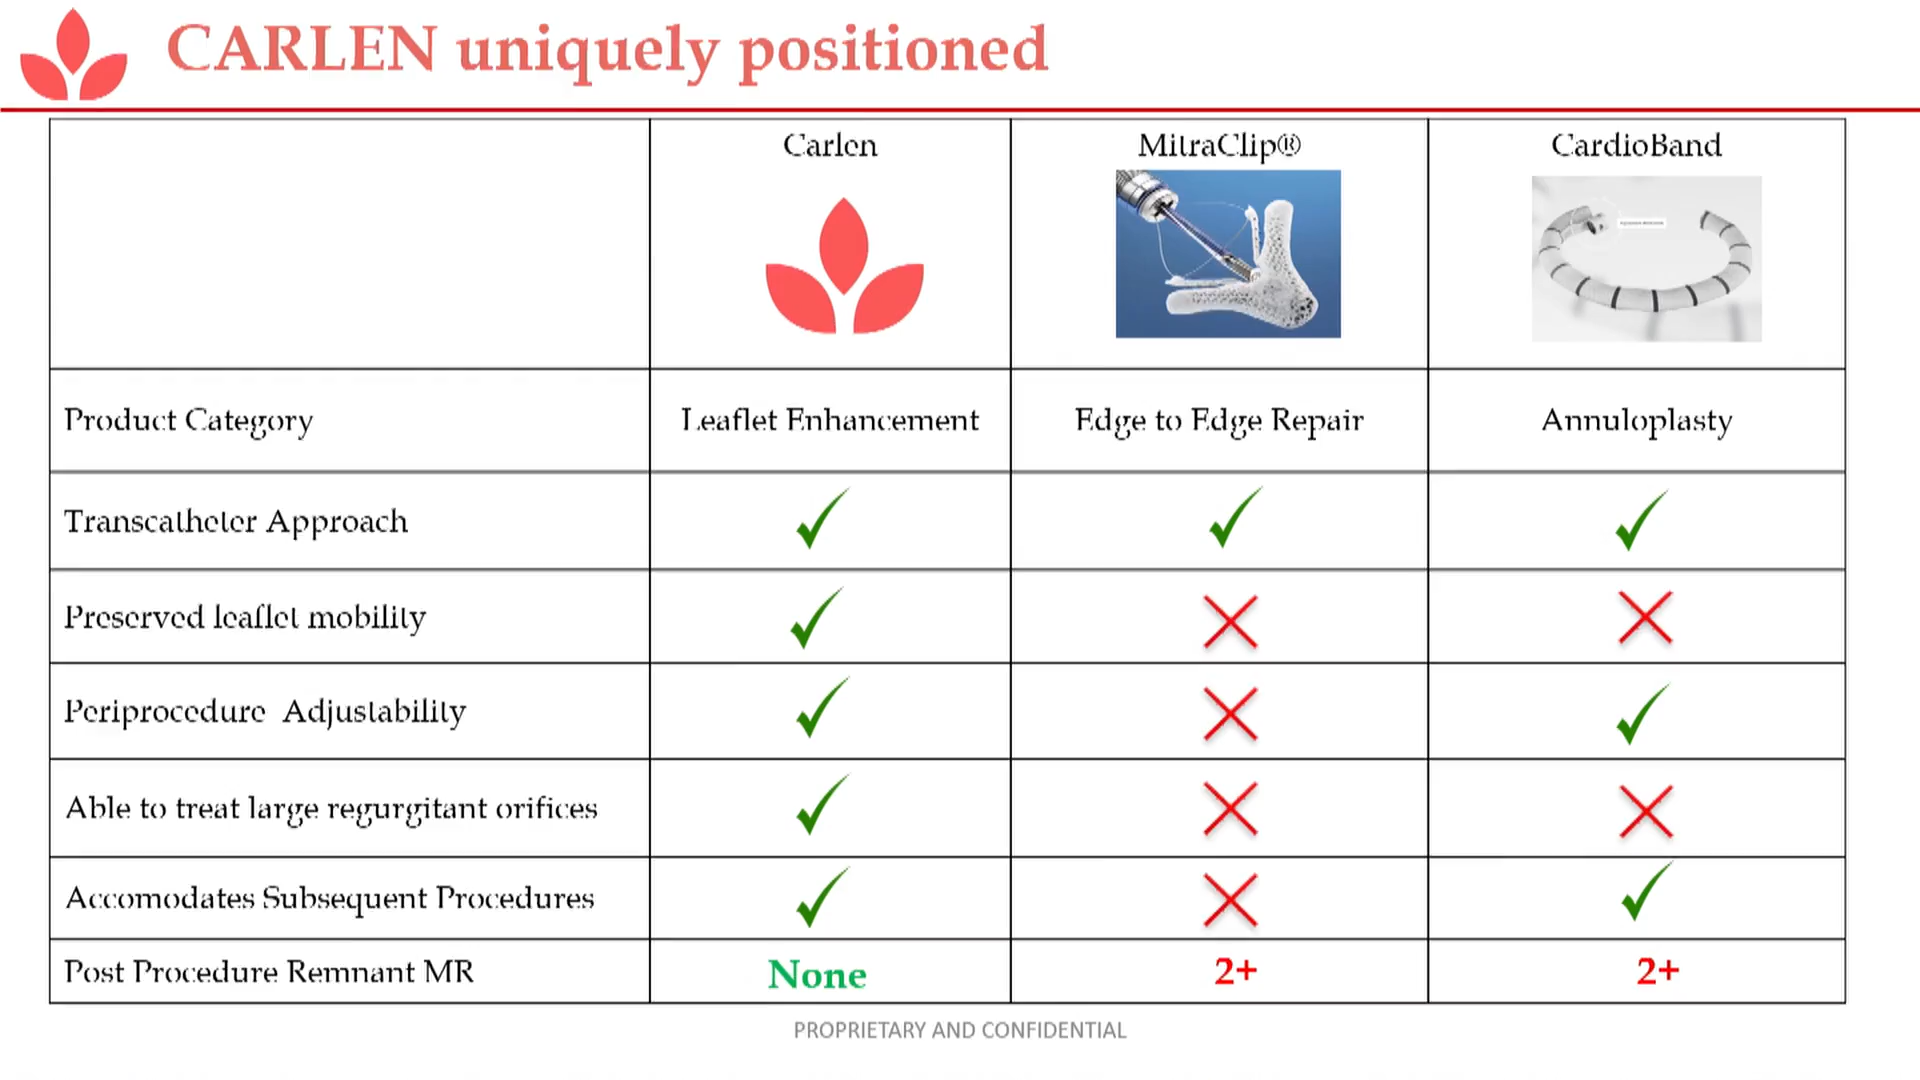 CARLEN uniquely positioned
Carlen MitraClip® CardioBand
Product Category Leaflet Enhancement Edge to Edge Repair Annuloplasty
Transcatheter Approach
Preserved leaflet mobility
Periprocedure Adjustability
Able to treat large regurgitant orifices
Accomodates Subsequent Procedures
Post Procedure Remnant MR None 2+ 2+
PROPRIETARY AND CONFIDENTIAL